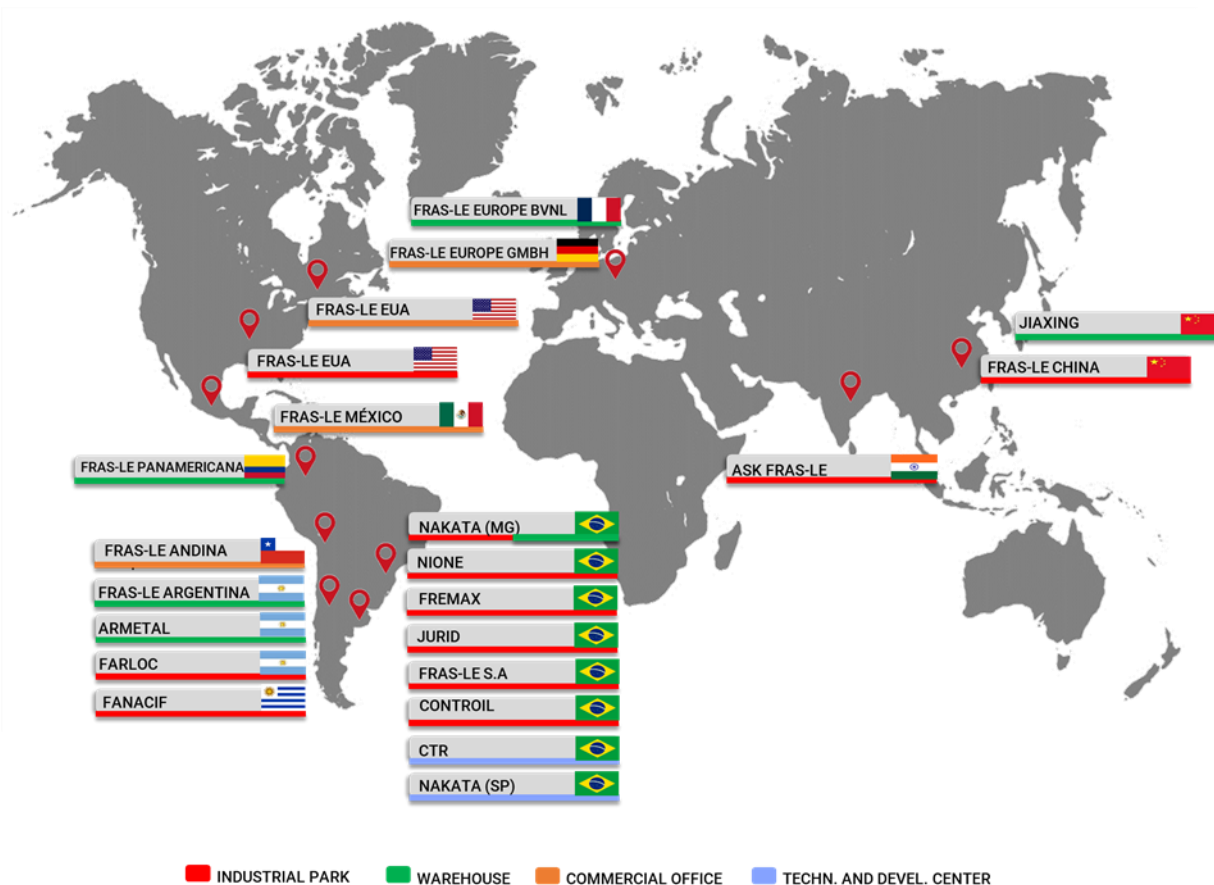 FRAS-LE EUROPE BVNL
FRAS-LE EUROPE GMBH
FRAS-LE EUA
FRAS-LE EUA
FRAS-LE MÉXICO
FRAS-LE PANAMERICANA
JIAXING
FRAS-LE CHINA
ASK FRAS-LE
FRAS-LE ANDINA
FRAS-LE ARGENTINA
ARMETAL
FARLOC
FANACIF
NAKATA (MG)
NIONE
FREMAX
JURID
FRAS-LE S.A
CONTROIL
CTR
NAKATA (SP)
INDUSTRIAL PARK
WAREHOUSE
COMMERCIAL OFFICE
TECHN. AND DEVEL. CENTER